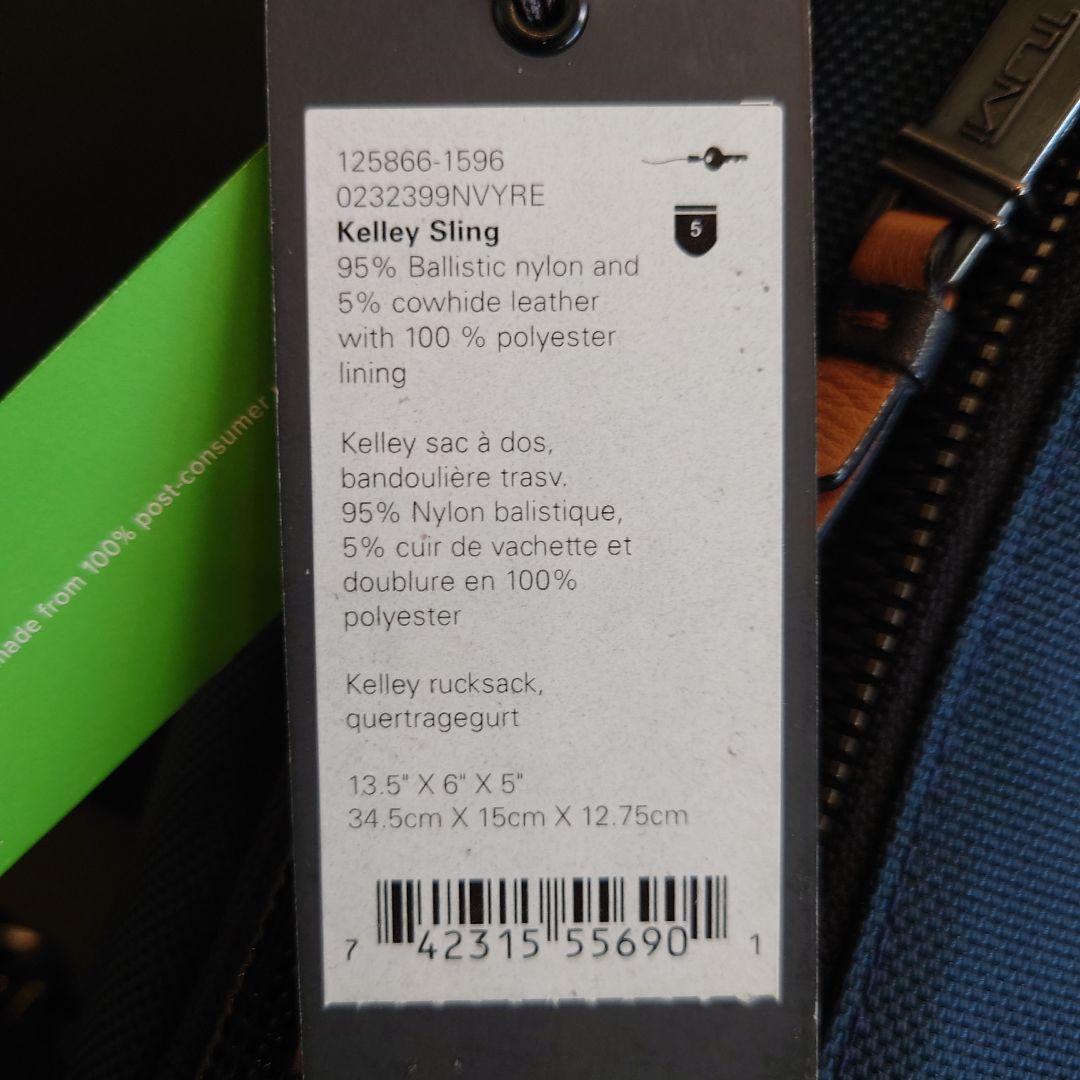 125866-1596
0232399NVYRE
Kelley Sling
5
95% Ballistic nylon and
5% cowhide leather
with 100 % polyester
lining
Kelley sac à dos,
bandoulière trasv.
95% Nylon balistique,
5% cuir de vachette et
doublure en 100%
polyester
Kelley rucksack,
quertragegurt
13.5" X 6" X 5"
34.5cm X 15cm X 12.75cm
7 42315 55690 1
made from 100% post-consumer
TUMI